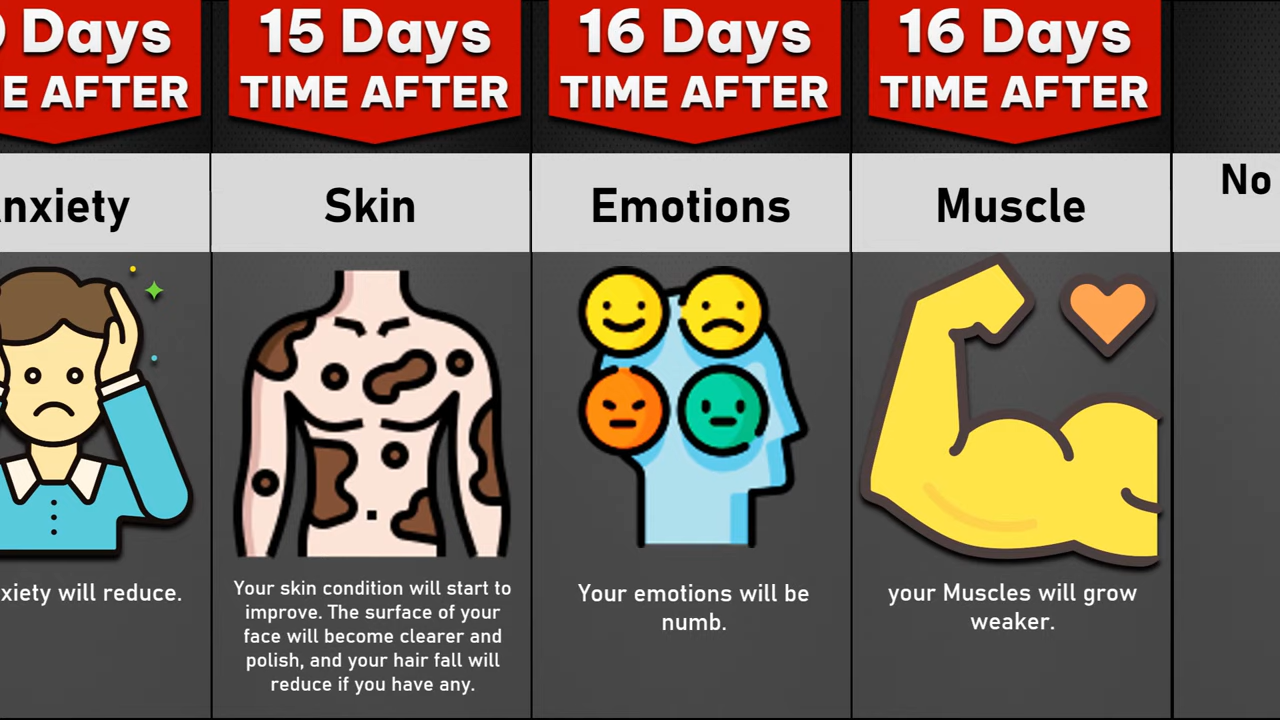 Days
E AFTER
nxiety
xiety will reduce.
15 Days
TIME AFTER
Skin
Your skin condition will start to
improve. The surface of your
face will become clearer and
polish, and your hair fall will
reduce if you have any.
16 Days
TIME AFTER
Emotions
Your emotions will be
numb.
16 Days
TIME AFTER
Muscle
your Muscles will grow
weaker.
No